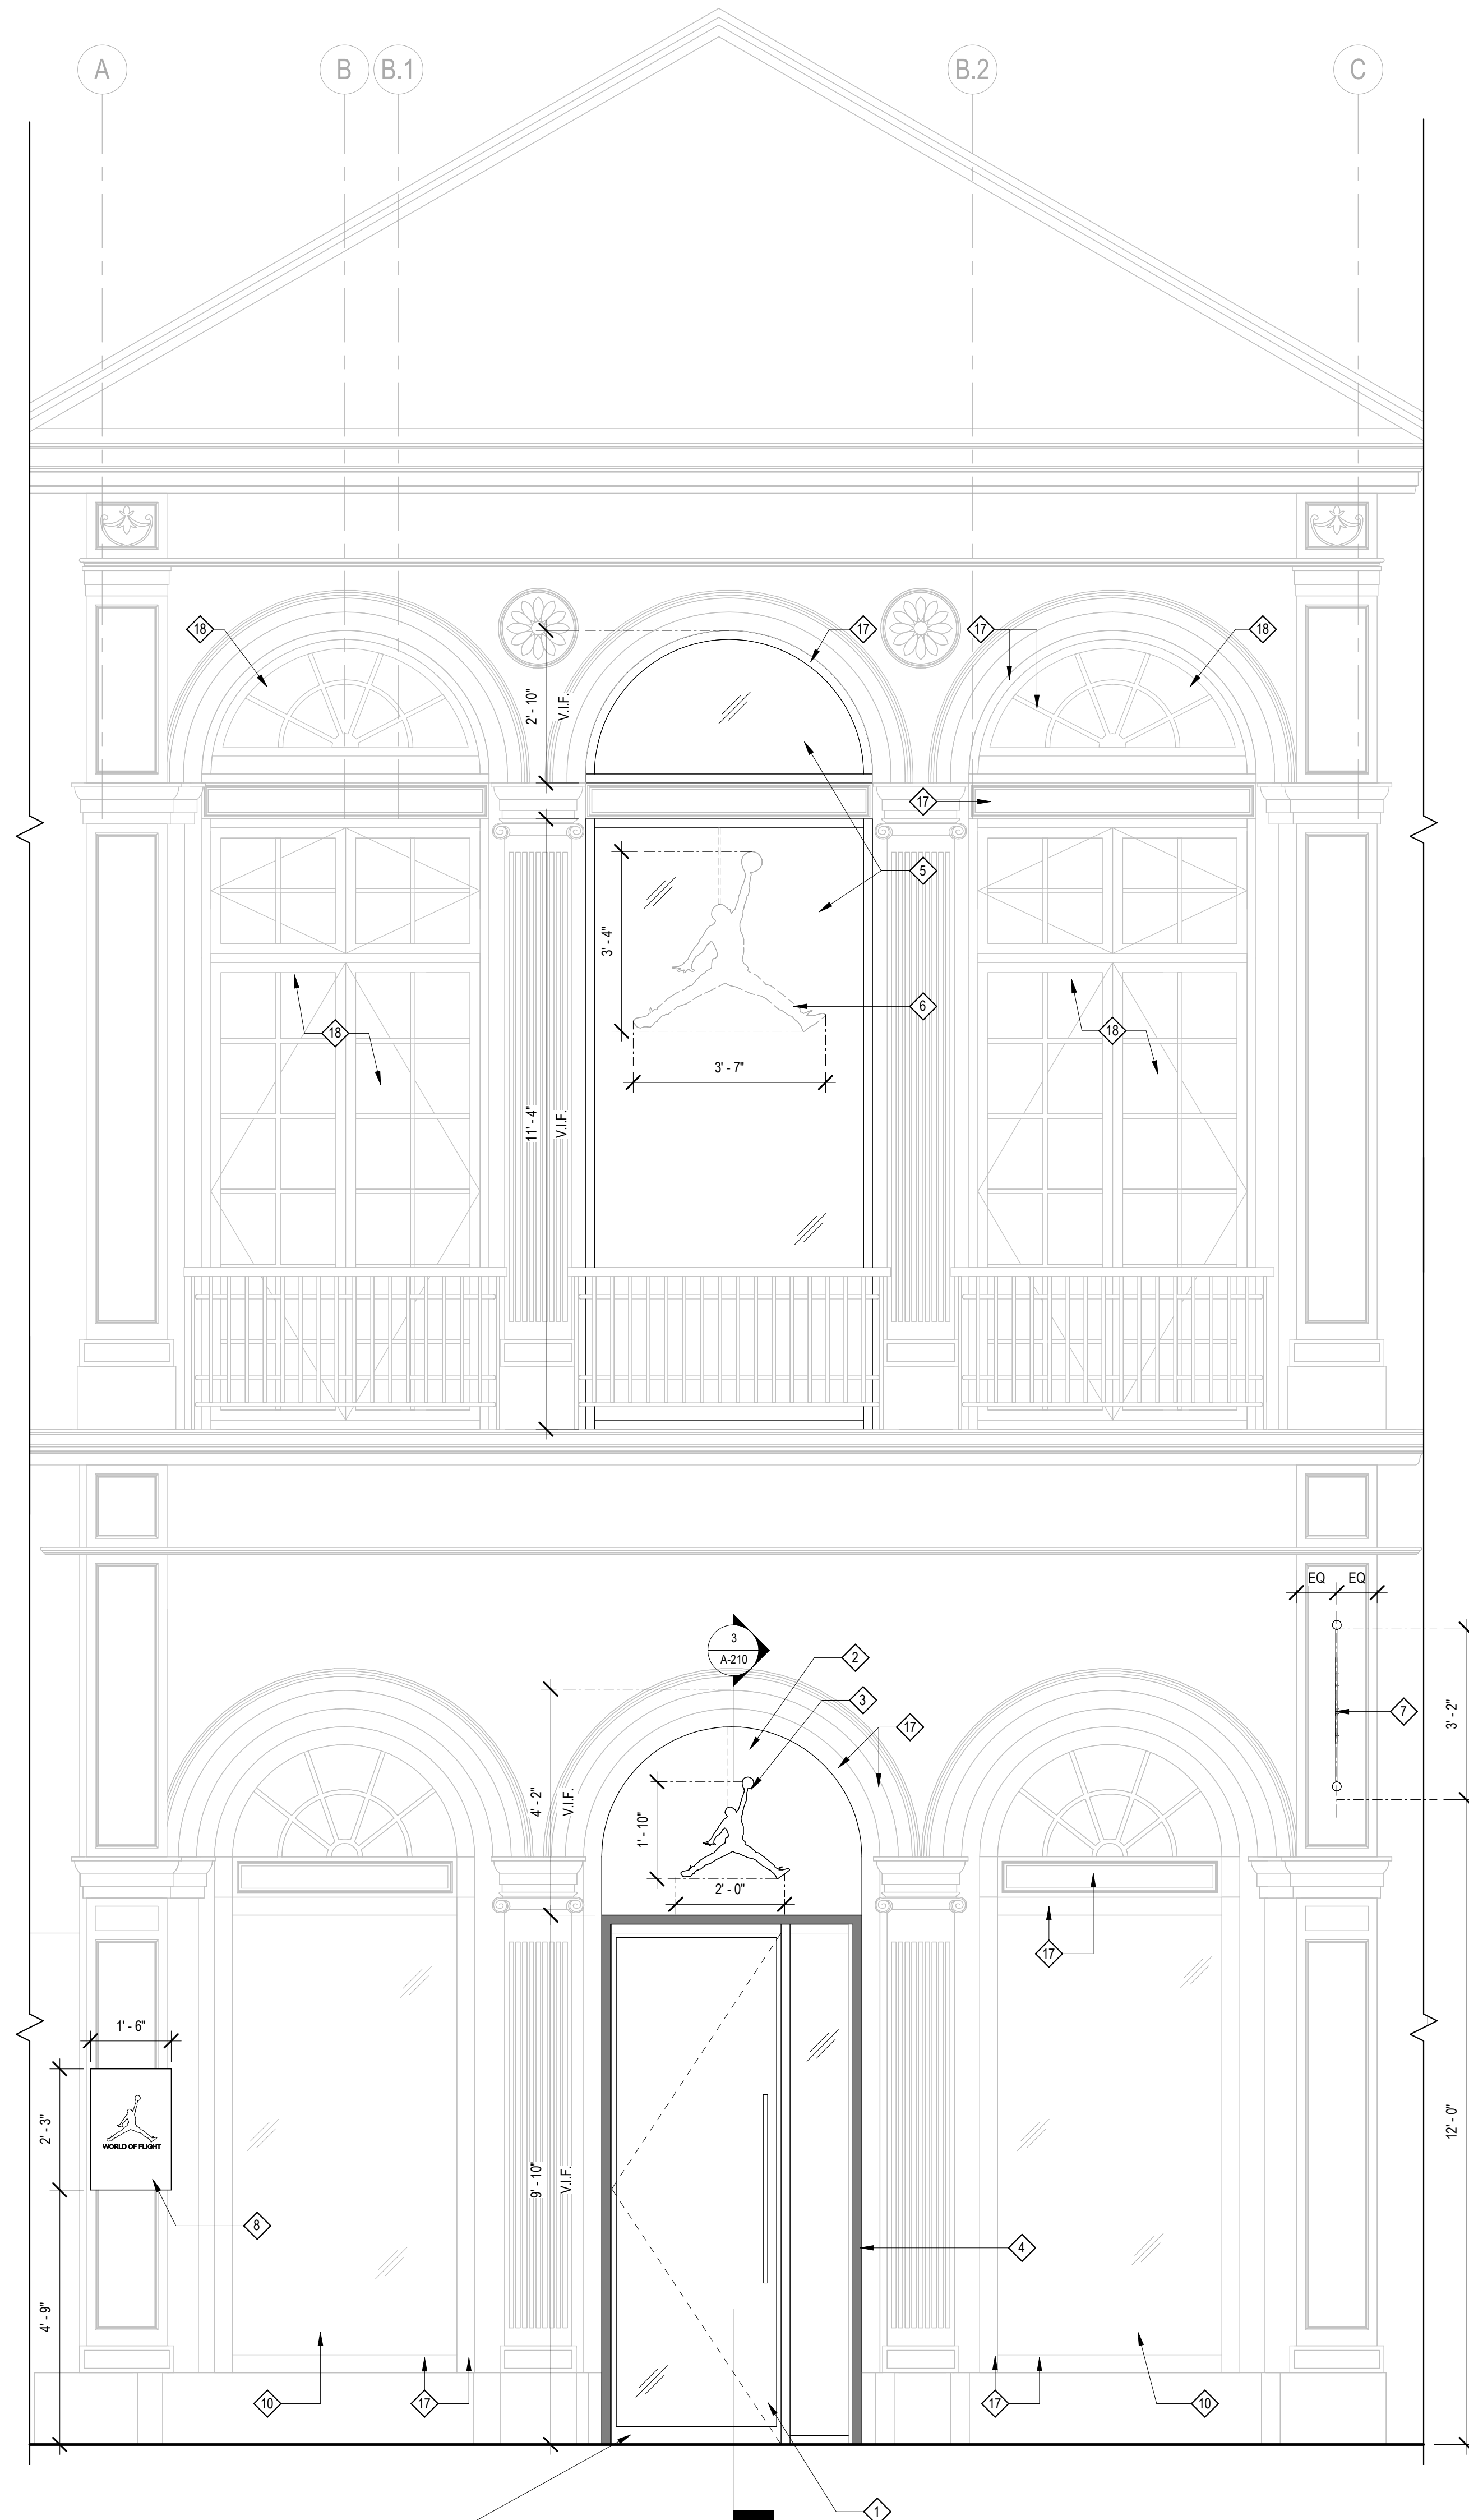 A
B
B.1
B.2
C
18
17
17
18
2' - 10"
V.I.F.
17
5
3' - 4"
6
18
18
3' - 7"
11' - 4"
V.I.F.
EQ
EQ
3
A-210
2
3
17
7
3' - 2"
4' - 2"
V.I.F.
1' - 10"
2' - 0"
17
1' - 6"
2' - 3"
WORLD OF FLIGHT
12' - 0"
9' - 10"
V.I.F.
8
4
4' - 9"
10
17
17
10
1